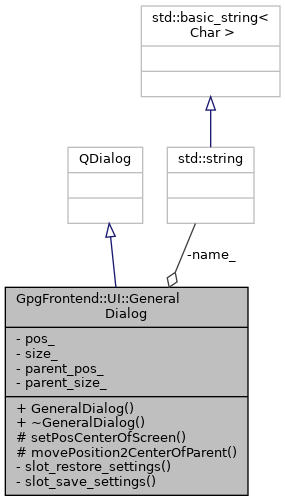 std::basic_string<
Char >
QDialog
std::string
-name_
GpgFrontend::UI::General
Dialog
- pos_
- size_
- parent_pos_
- parent_size_
+ GeneralDialog()
+ ~GeneralDialog()
# setPosCenterOfScreen()
# movePosition2CenterOfParent()
- slot_restore_settings()
- slot_save_settings()